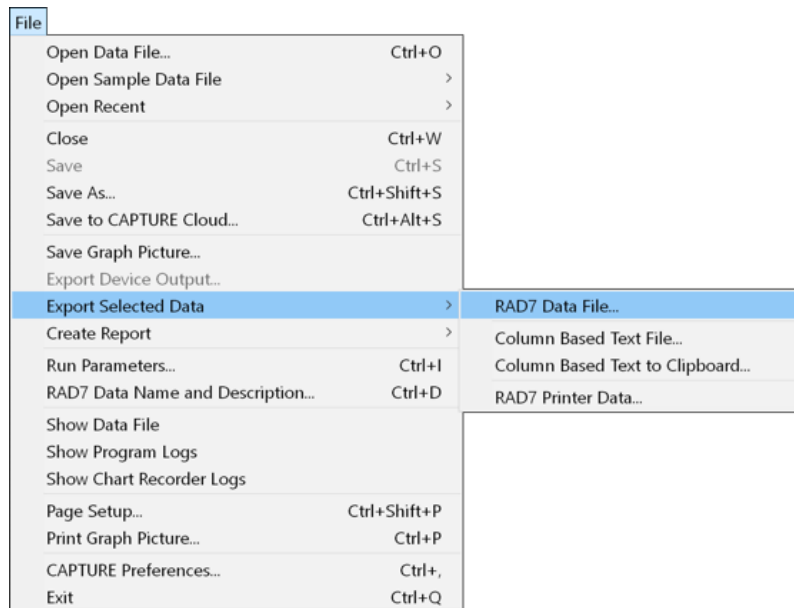 File
Open Data File... Ctrl+O
Open Sample Data File >
Open Recent >
Close Ctrl+W
Save Ctrl+S
Save As... Ctrl+Shift+S
Save to CAPTURE Cloud... Ctrl+Alt+S
Save Graph Picture...
Export Device Output...
Export Selected Data >
RAD7 Data File...
Column Based Text File...
Column Based Text to Clipboard...
RAD7 Printer Data...
Create Report >
Run Parameters... Ctrl+I
RAD7 Data Name and Description... Ctrl+D
Show Data File
Show Program Logs
Show Chart Recorder Logs
Page Setup... Ctrl+Shift+P
Print Graph Picture... Ctrl+P
CAPTURE Preferences... Ctrl+,
Exit Ctrl+Q